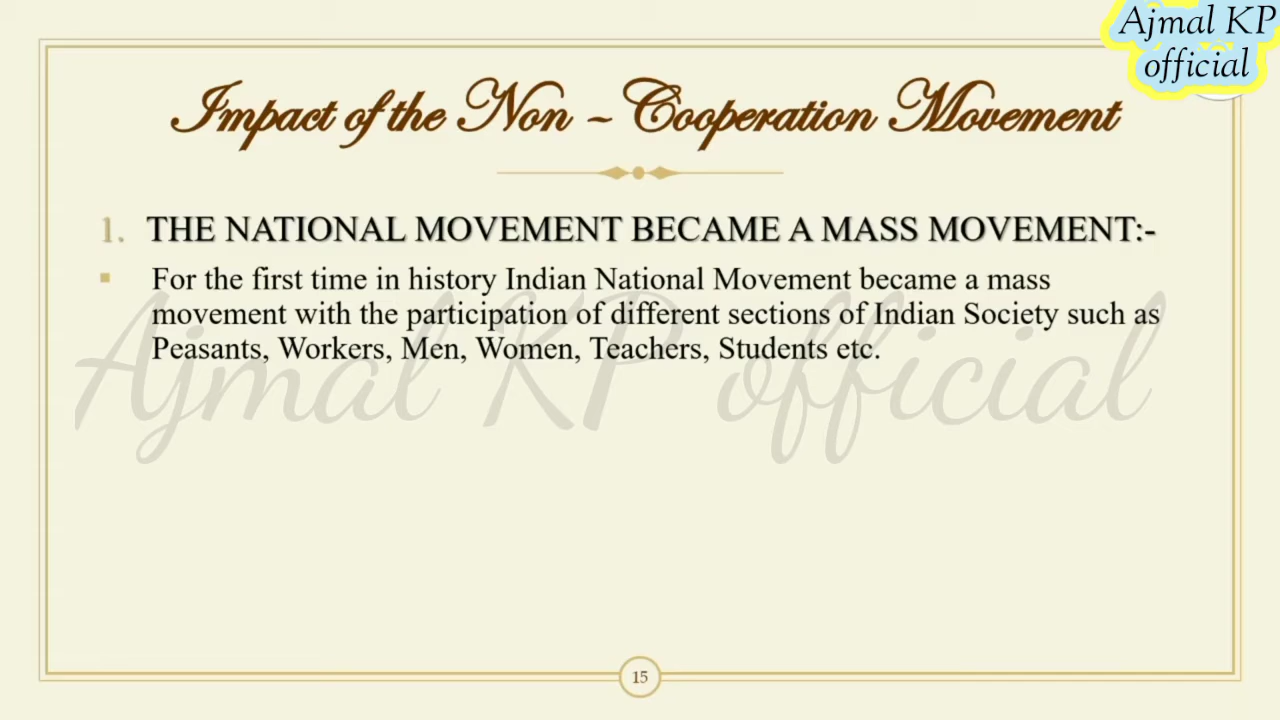 Ajmal KP
official
Impact of the Non ~ Cooperation Movement
1. THE NATIONAL MOVEMENT BECAME A MASS MOVEMENT:-
▪ For the first time in history Indian National Movement became a mass
movement with the participation of different sections of Indian Society such as
Peasants, Workers, Men, Women, Teachers, Students etc.
Ajmal KP official
15